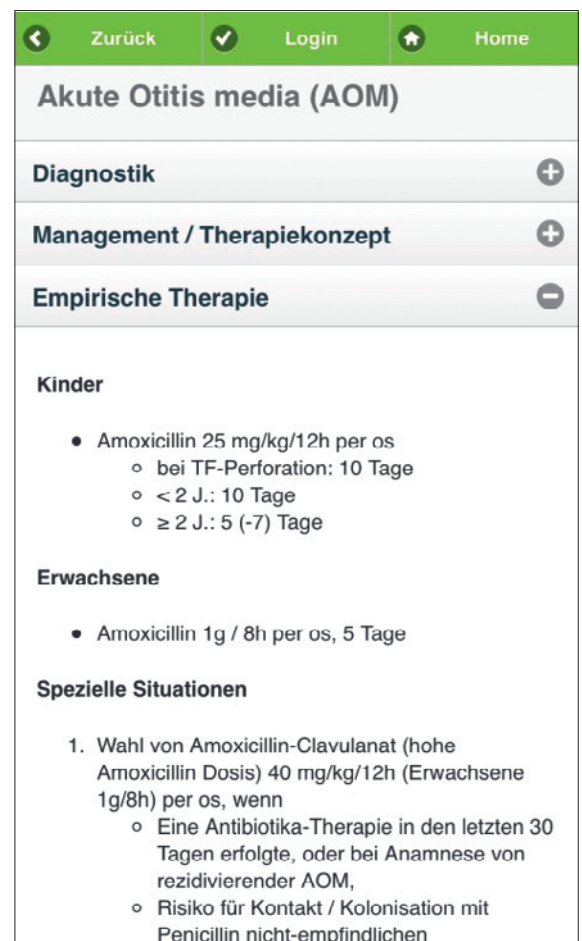 Zurück Login Home
Akute Otitis media (AOM)
Diagnostik
Management / Therapiekonzept
Empirische Therapie
Kinder
• Amoxicillin 25 mg/kg/12h per os
○ bei TF-Perforation: 10 Tage
○ < 2 J.: 10 Tage
○ ≥ 2 J.: 5 (-7) Tage
Erwachsene
• Amoxicillin 1g / 8h per os, 5 Tage
Spezielle Situationen
1. Wahl von Amoxicillin-Clavulanat (hohe
Amoxicillin Dosis) 40 mg/kg/12h (Erwachsene
1g/8h) per os, wenn
○ Eine Antibiotika-Therapie in den letzten 30
Tagen erfolgte, oder bei Anamnese von
rezidivierender AOM,
○ Risiko für Kontakt / Kolonisation mit
Penicillin nicht-empfindlichen